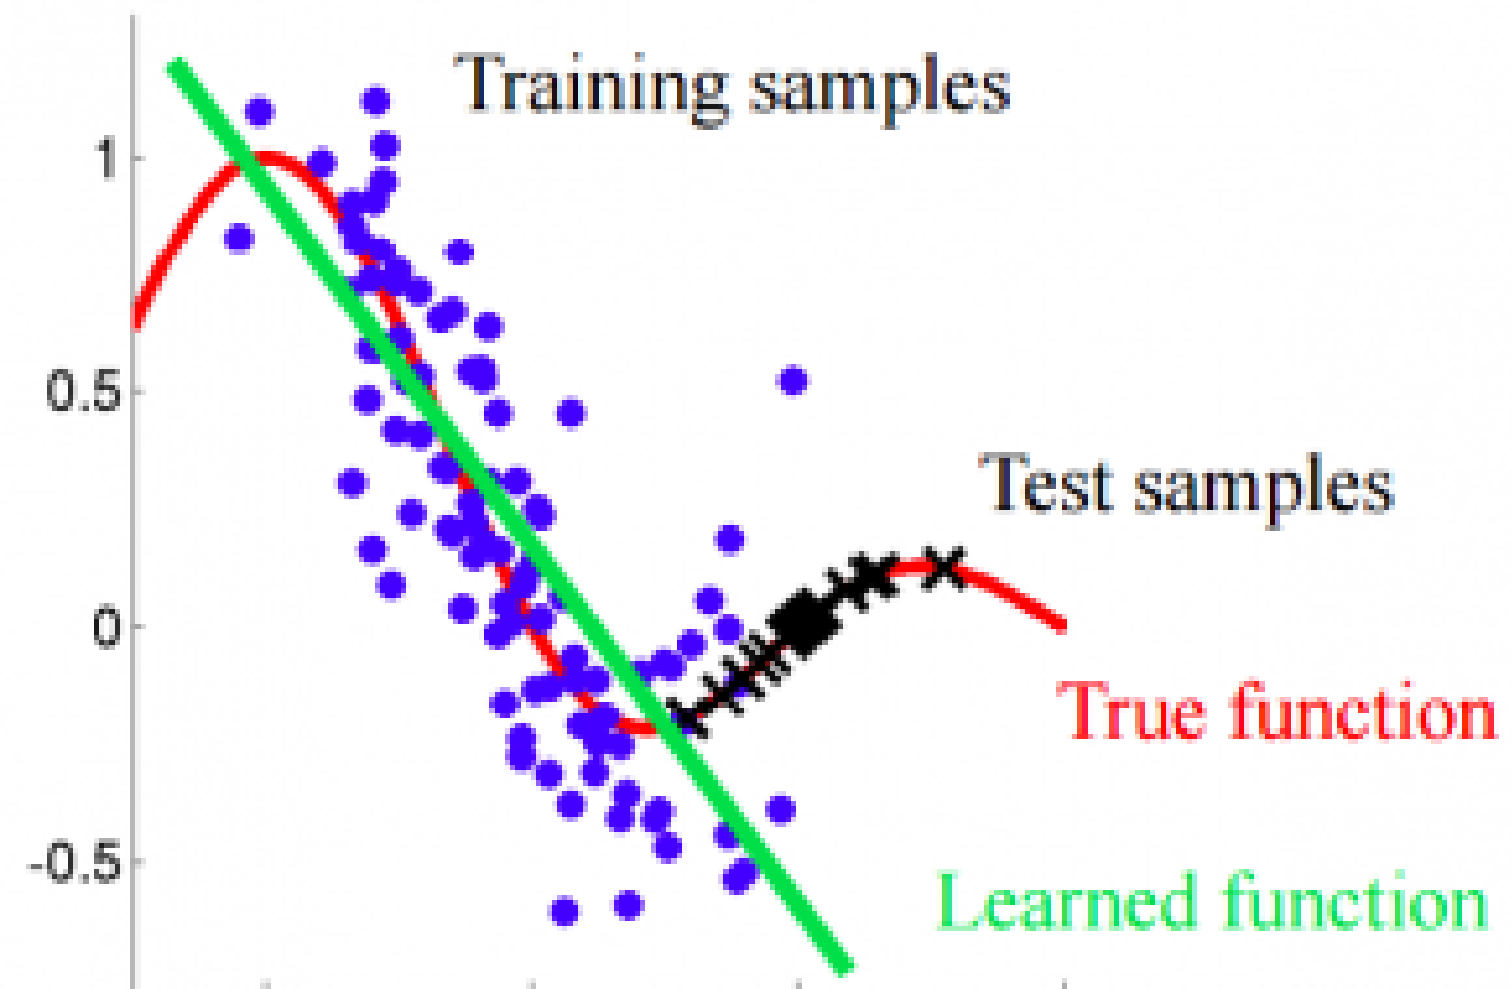 Training samples
1
0.5
Test samples
0
True function
-0.5
Learned function